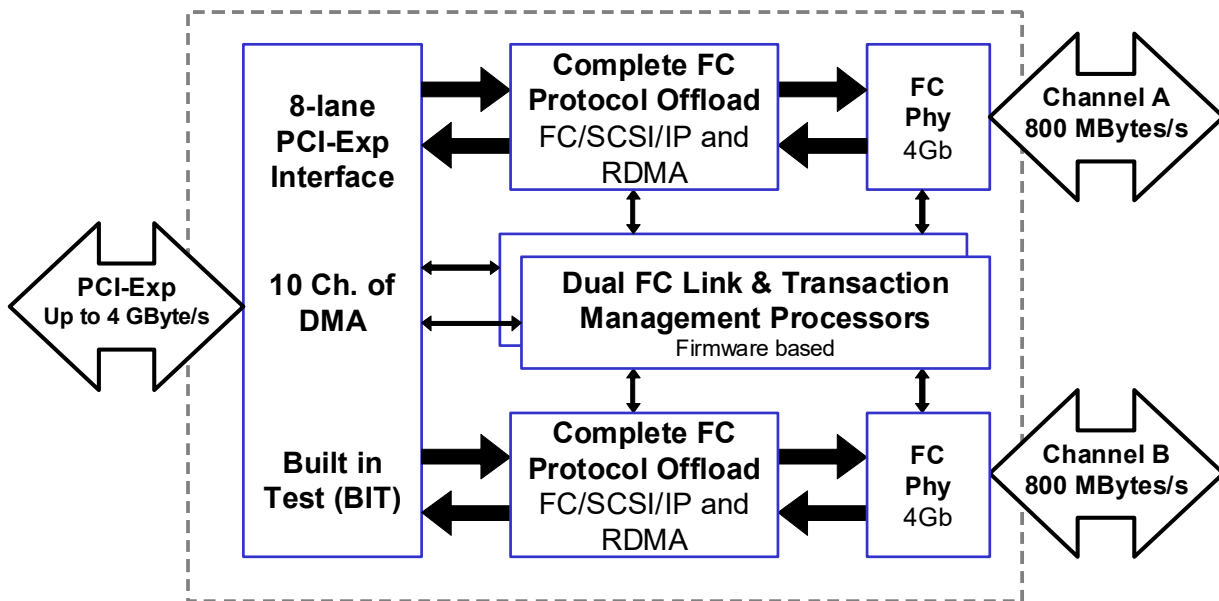 8-lane
PCI-Exp
Interface
10 Ch. of
DMA
Built in
Test (BIT)
PCI-Exp
Up to 4 GByte/s
Complete FC
Protocol Offload
FC/SCSI/IP and
RDMA
FC
Phy
4Gb
Channel A
800 MBytes/s
Dual FC Link & Transaction
Management Processors
Firmware based
Complete FC
Protocol Offload
FC/SCSI/IP and
RDMA
FC
Phy
4Gb
Channel B
800 MBytes/s